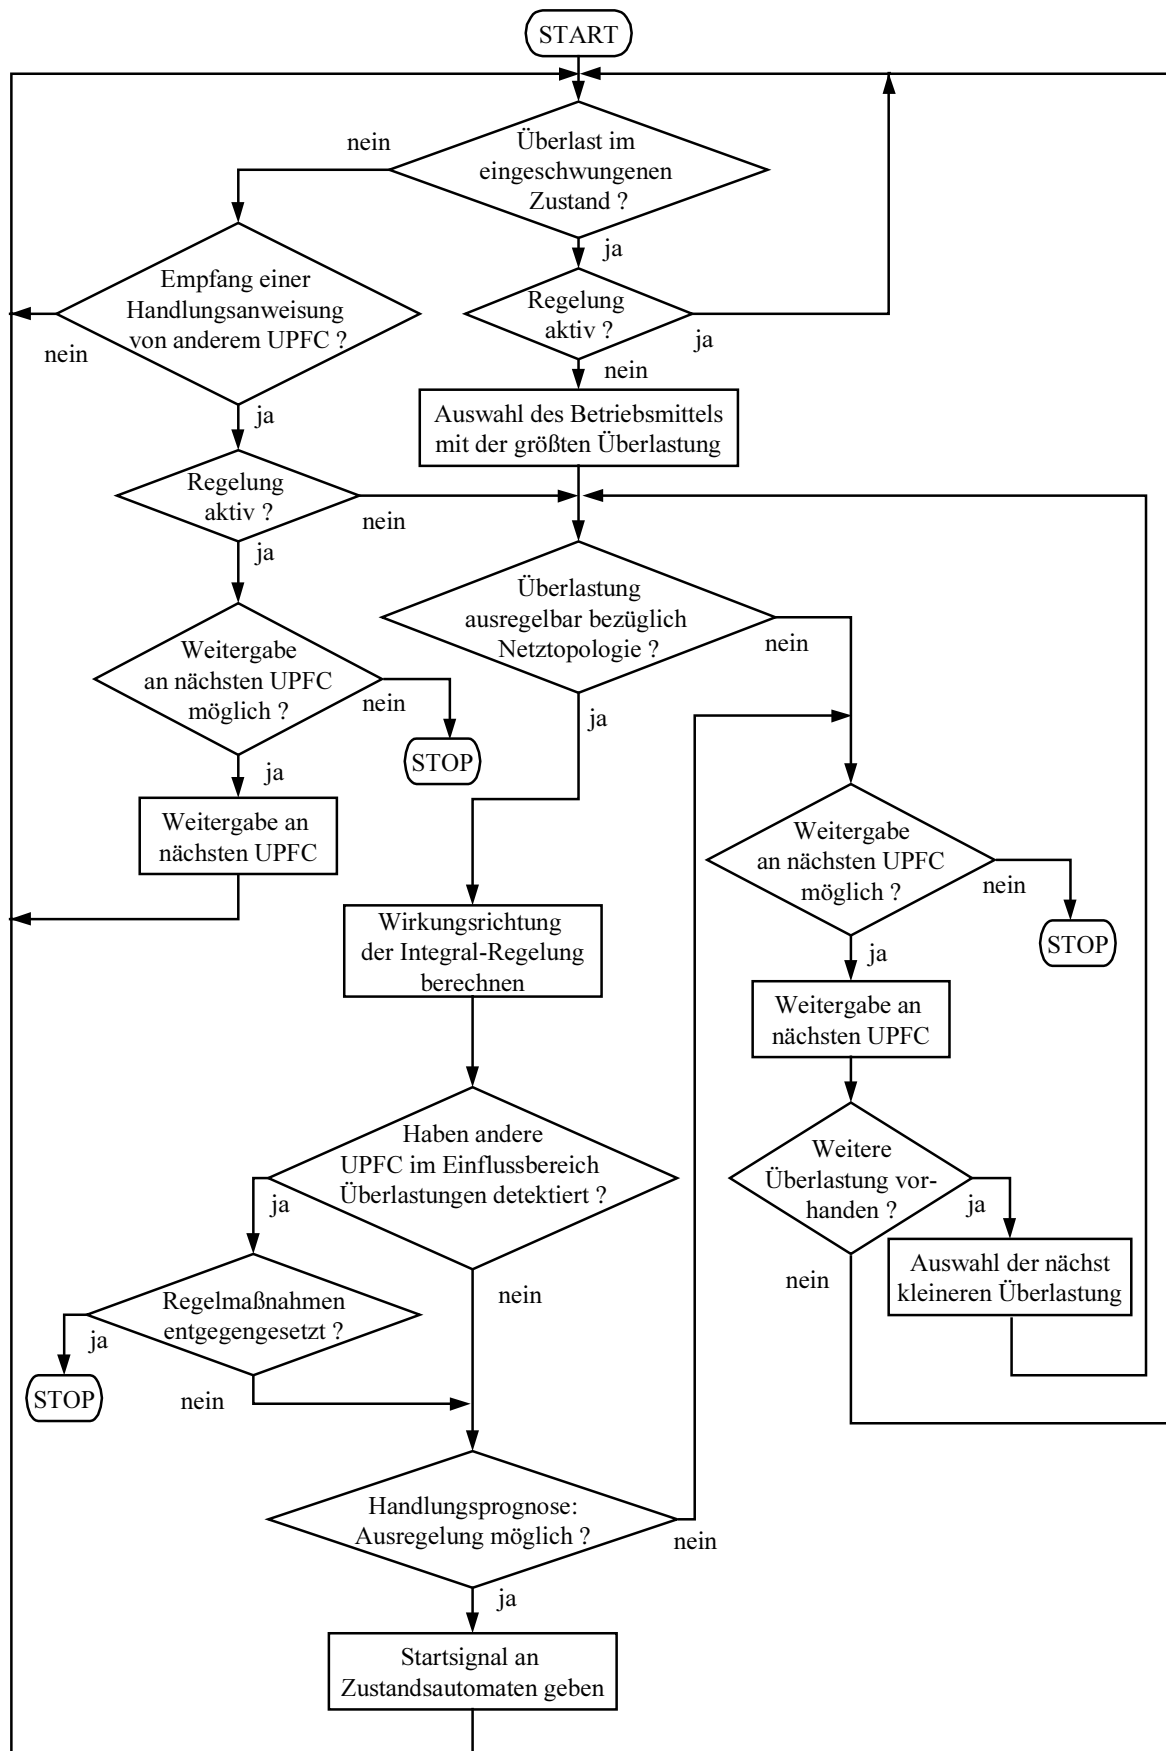 START
nein
Überlast im
eingeschwungenen
Zustand ?
ja
Empfang einer
Handlungsanweisung
von anderem UPFC ?
nein
Regelung
aktiv ?
ja
nein
ja
Auswahl des Betriebsmittels
mit der größten Überlastung
Regelung
aktiv ?
nein
ja
Überlastung
ausregelbar bezüglich
Netztopologie ?
nein
ja
Weitergabe
an nächsten UPFC
möglich ?
nein
STOP
ja
Weitergabe an
nächsten UPFC
Weitergabe
an nächsten UPFC
möglich ?
nein
STOP
ja
Wirkungsrichtung
der Integral-Regelung
berechnen
Weitergabe an
nächsten UPFC
Haben andere
UPFC im Einflussbereich
Überlastungen detektiert ?
ja
nein
Weitere
Überlastung vor-
handen ?
ja
nein
Auswahl der nächst
kleineren Überlastung
Regelmaßnahmen
entgegengesetzt ?
ja
STOP
nein
Handlungsprognose:
Ausregelung möglich ?
nein
ja
Startsignal an
Zustandsautomaten geben